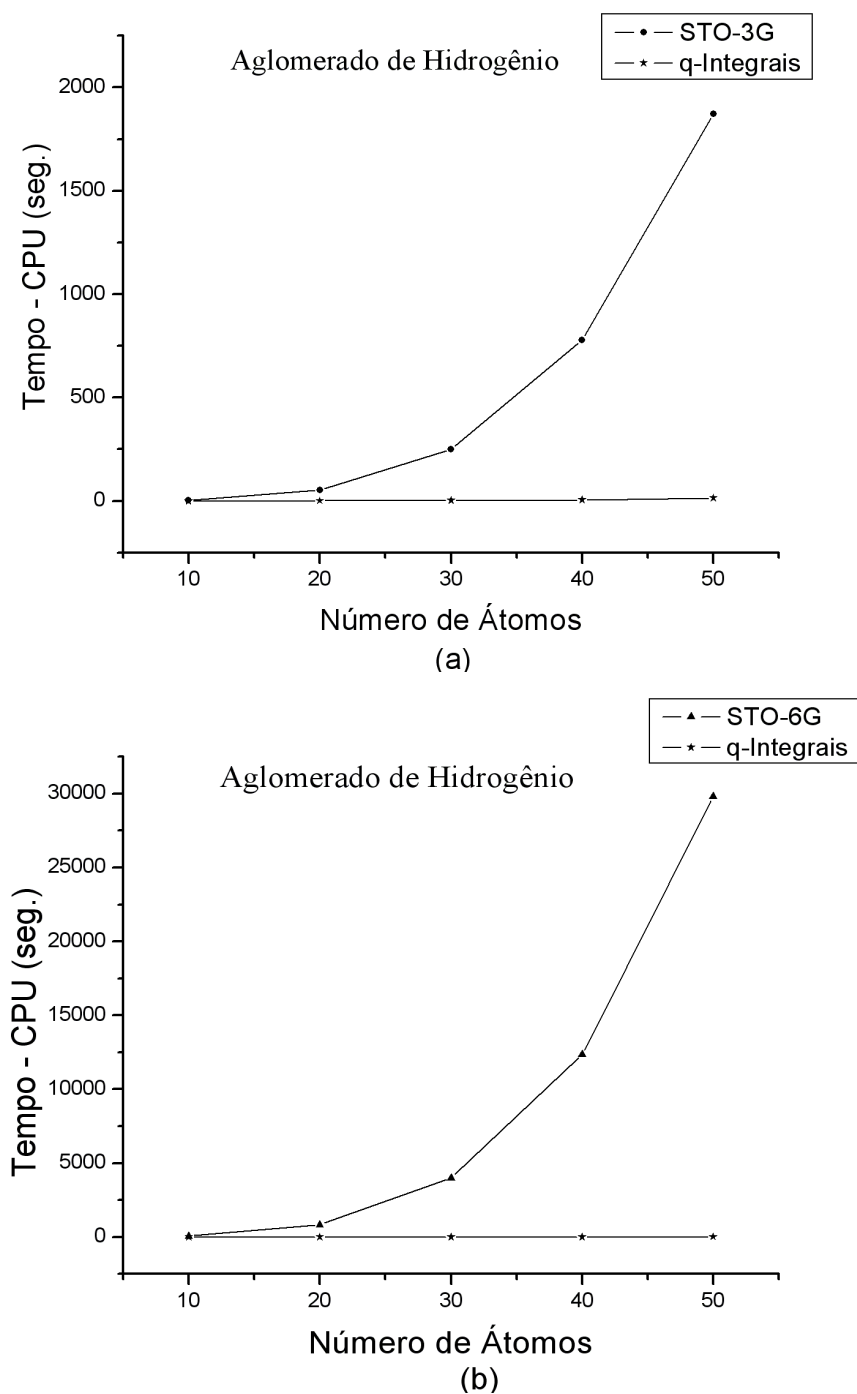 STO-3G
q-Integrais
Aglomerado de Hidrogênio
2000
1500
1000
500
0
Tempo - CPU (seg.)
10 20 30 40 50
Número de Átomos
(a)
STO-6G
q-Integrais
Aglomerado de Hidrogênio
30000
25000
20000
15000
10000
5000
0
Tempo - CPU (seg.)
10 20 30 40 50
Número de Átomos
(b)